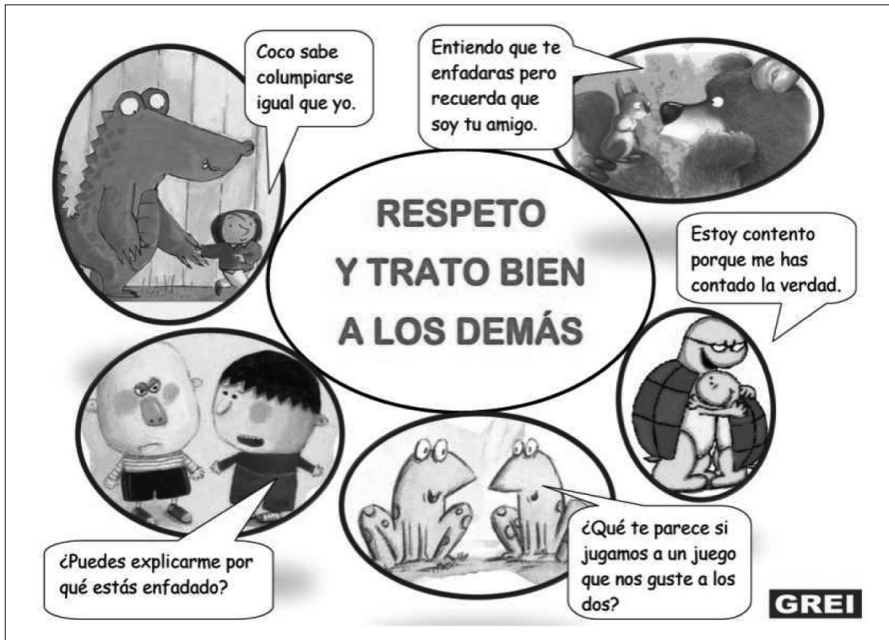 Coco sabe
columpiarse
igual que yo.
Entiendo que te
enfadaras pero
recuerda que
soy tu amigo.
RESPETO
Y TRATO BIEN
A LOS DEMÁS
Estoy contento
porque me has
contado la verdad.
¿Puedes explicarme por
qué estás enfadado?
¿Qué te parece si
jugamos a un juego
que nos guste a los
dos?
GREI